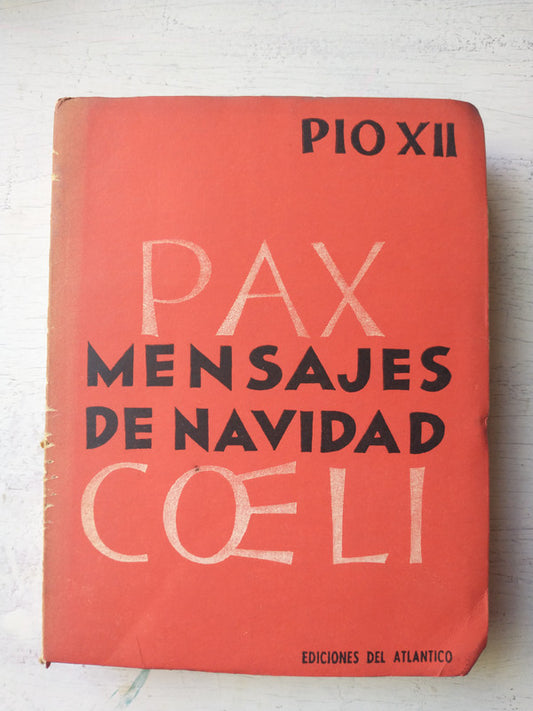 PIO XII
PAX
MENSAJES
DE NAVIDAD
CŒLI
EDICIONES DEL ATLANTICO